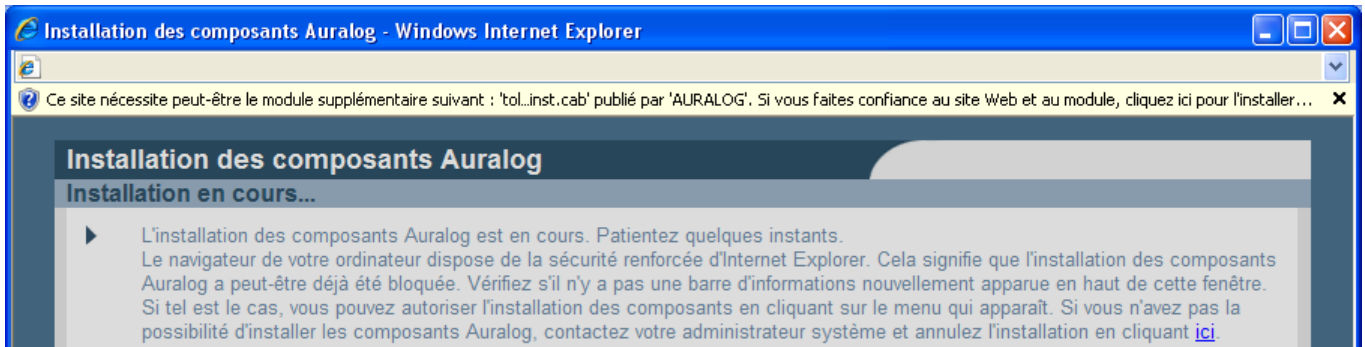 Installation des composants Auralog - Windows Internet Explorer
Ce site nécessite peut-être le module supplémentaire suivant : 'tol...inst.cab' publié par 'AURALOG'. Si vous faites confiance au site Web et au module, cliquez ici pour l'installer...
Installation des composants Auralog
Installation en cours...
L'installation des composants Auralog est en cours. Patientez quelques instants.
Le navigateur de votre ordinateur dispose de la sécurité renforcée d'Internet Explorer. Cela signifie que l'installation des composants
Auralog a peut-être déjà été bloquée. Vérifiez s'il n'y a pas une barre d'informations nouvellement apparue en haut de cette fenêtre.
Si tel est le cas, vous pouvez autoriser l'installation des composants en cliquant sur le menu qui apparaît. Si vous n'avez pas la
possibilité d'installer les composants Auralog, contactez votre administrateur système et annulez l'installation en cliquant ici.